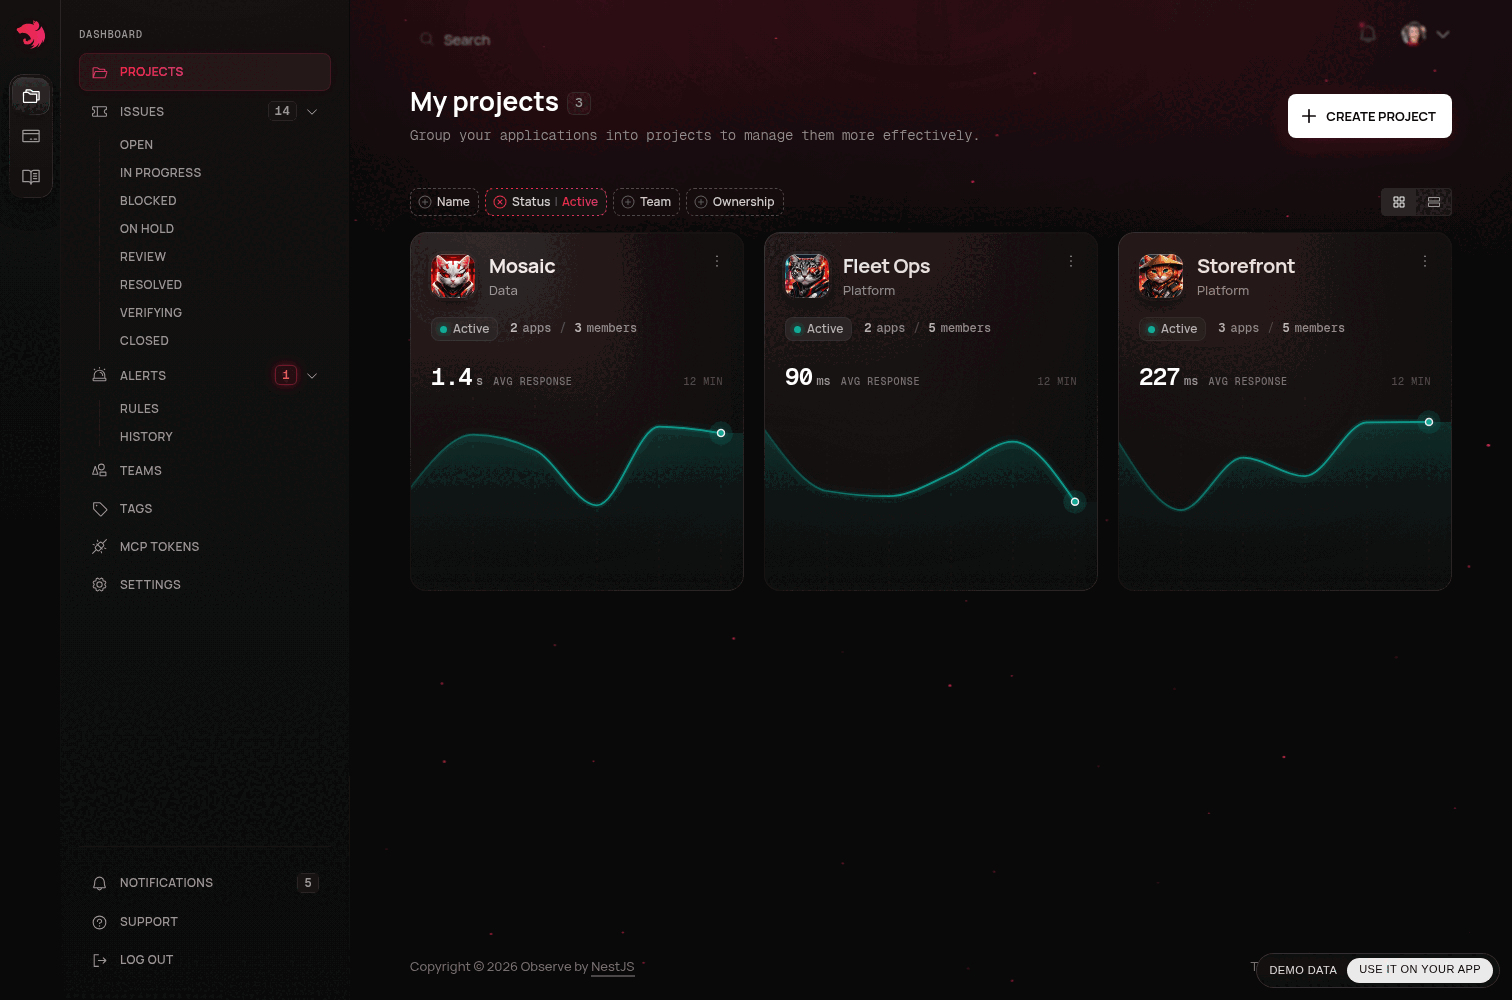 DASHBOARD
PROJECTS
ISSUES 14
OPEN
IN PROGRESS
BLOCKED
ON HOLD
REVIEW
RESOLVED
VERIFYING
CLOSED
ALERTS 1
RULES
HISTORY
TEAMS
TAGS
MCP TOKENS
SETTINGS
NOTIFICATIONS 5
SUPPORT
LOG OUT
Search
My projects 3
Group your applications into projects to manage them more effectively.
CREATE PROJECT
Name
Status | Active
Team
Ownership
Mosaic
Data
Active 2 apps / 3 members
1.4 s AVG RESPONSE 12 MIN
Fleet Ops
Platform
Active 2 apps / 5 members
90 ms AVG RESPONSE 12 MIN
Storefront
Platform
Active 3 apps / 5 members
227 ms AVG RESPONSE 12 MIN
Copyright © 2026 Observe by NestJS
DEMO DATA USE IT ON YOUR APP